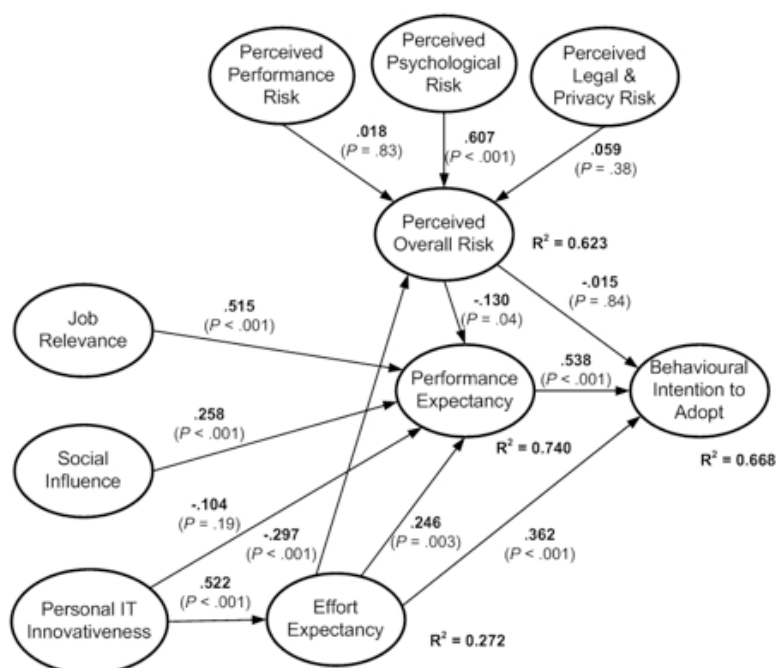 Perceived
Performance
Risk
Perceived
Psychological
Risk
Perceived
Legal &
Privacy Risk
.018
(P = .83)
.607
(P < .001)
.059
(P = .38)
Perceived
Overall Risk
R² = 0.623
Job
Relevance
.515
(P < .001)
-.130
(P = .04)
-.015
(P = .84)
Performance
Expectancy
R² = 0.740
.538
(P < .001)
Behavioural
Intention to
Adopt
R² = 0.668
Social
Influence
.258
(P < .001)
-.104
(P = .19)
-.297
(P < .001)
.246
(P = .003)
.362
(P < .001)
Personal IT
Innovativeness
.522
(P < .001)
Effort
Expectancy
R² = 0.272